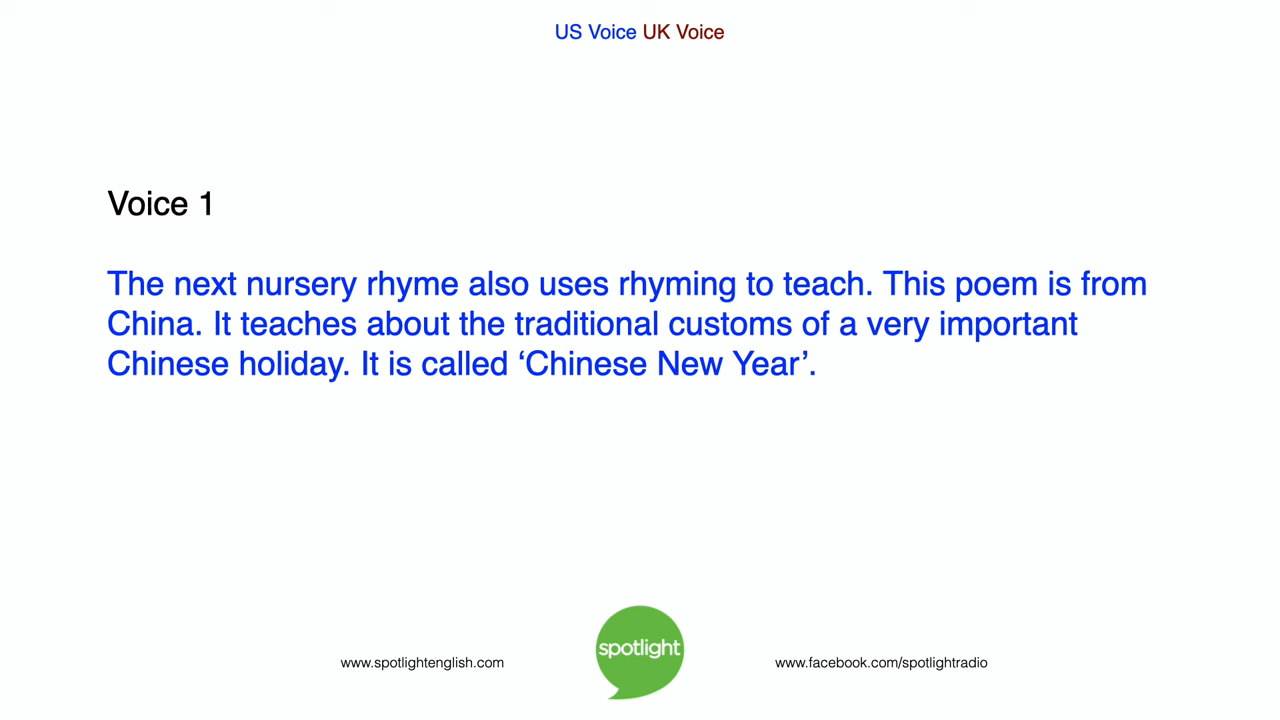 US Voice UK Voice
Voice 1
The next nursery rhyme also uses rhyming to teach. This poem is from
China. It teaches about the traditional customs of a very important
Chinese holiday. It is called ‘Chinese New Year’.
spotlight
www.spotlightenglish.com
www.facebook.com/spotlightradio